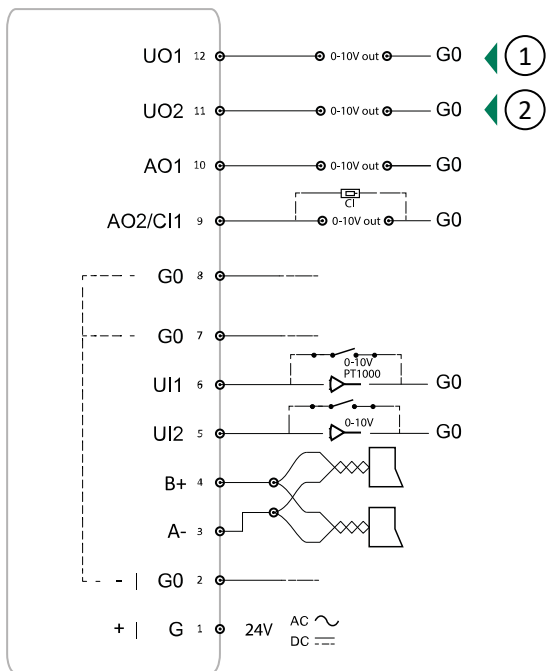 UO1 12 0-10V out G0 1
UO2 11 0-10V out G0 2
AO1 10 0-10V out G0
CI
AO2/CI1 9 0-10V out G0
G0 8
G0 7
0-10V
PT1000
UI1 6 G0
0-10V
UI2 5 G0
B+ 4
A- 3
- | G0 2
+ | G 1 24V AC
DC